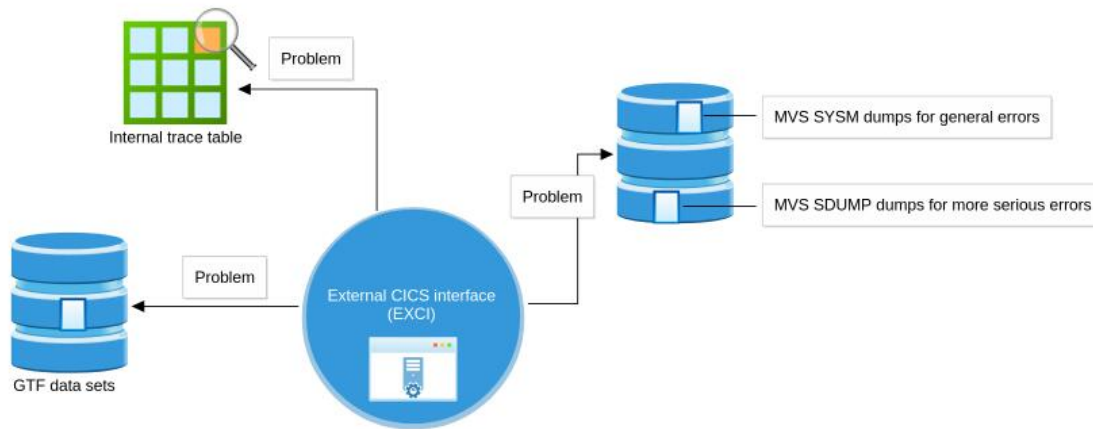 Problem
Internal trace table
MVS SYSM dumps for general errors
Problem
MVS SDUMP dumps for more serious errors
Problem
External CICS interface
(EXCI)
GTF data sets